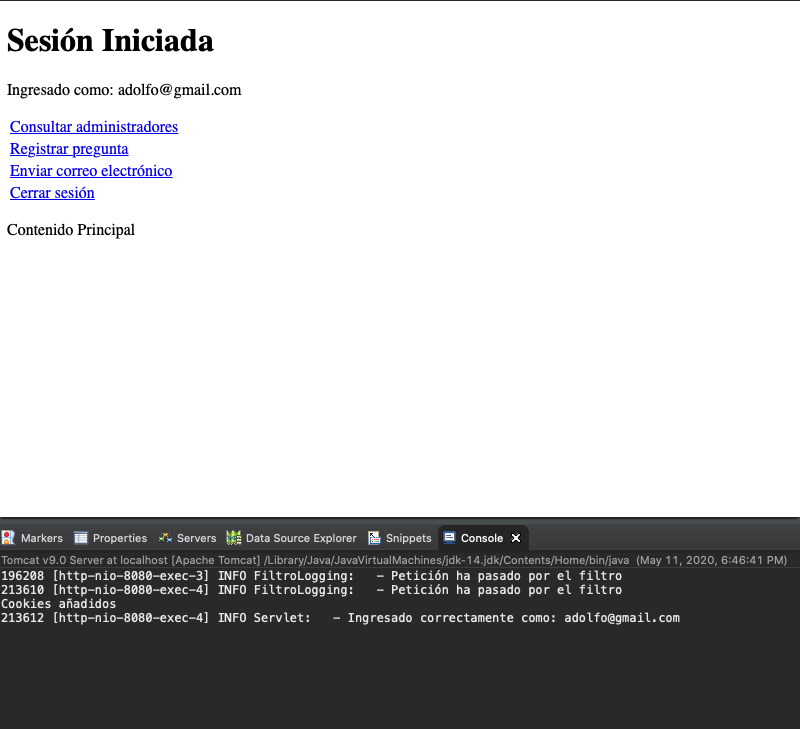 Sesión Iniciada
Ingresado como: adolfo@gmail.com
Consultar administradores
Registrar pregunta
Enviar correo electrónico
Cerrar sesión
Contenido Principal
Markers Properties Servers Data Source Explorer Snippets Console
Tomcat v9.0 Server at localhost [Apache Tomcat] /Library/Java/JavaVirtualMachines/jdk-14.jdk/Contents/Home/bin/java (May 11, 2020, 6:46:41 PM)
196208 [http-nio-8080-exec-3] INFO FiltroLogging:   – Petición ha pasado por el filtro
213610 [http-nio-8080-exec-4] INFO FiltroLogging:   – Petición ha pasado por el filtro
Cookies añadidos
213612 [http-nio-8080-exec-4] INFO Servlet:   – Ingresado correctamente como: adolfo@gmail.com